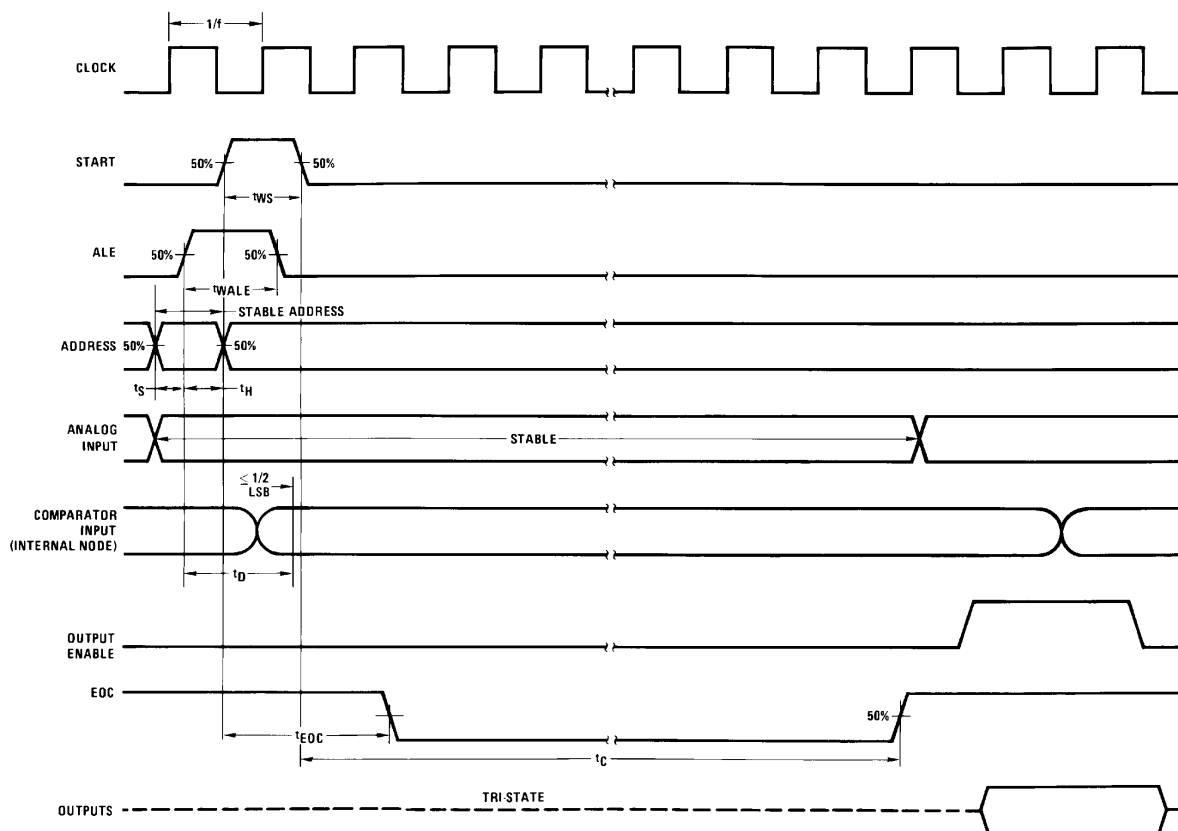 1/f
CLOCK
START
50%
50%
tWS
ALE
50%
50%
tWALE
STABLE ADDRESS
ADDRESS
50%
50%
tS
tH
ANALOG
INPUT
STABLE
≤ 1/2
LSB
COMPARATOR
INPUT
(INTERNAL NODE)
tD
OUTPUT
ENABLE
EOC
50%
tEOC
tC
TRI-STATE
OUTPUTS